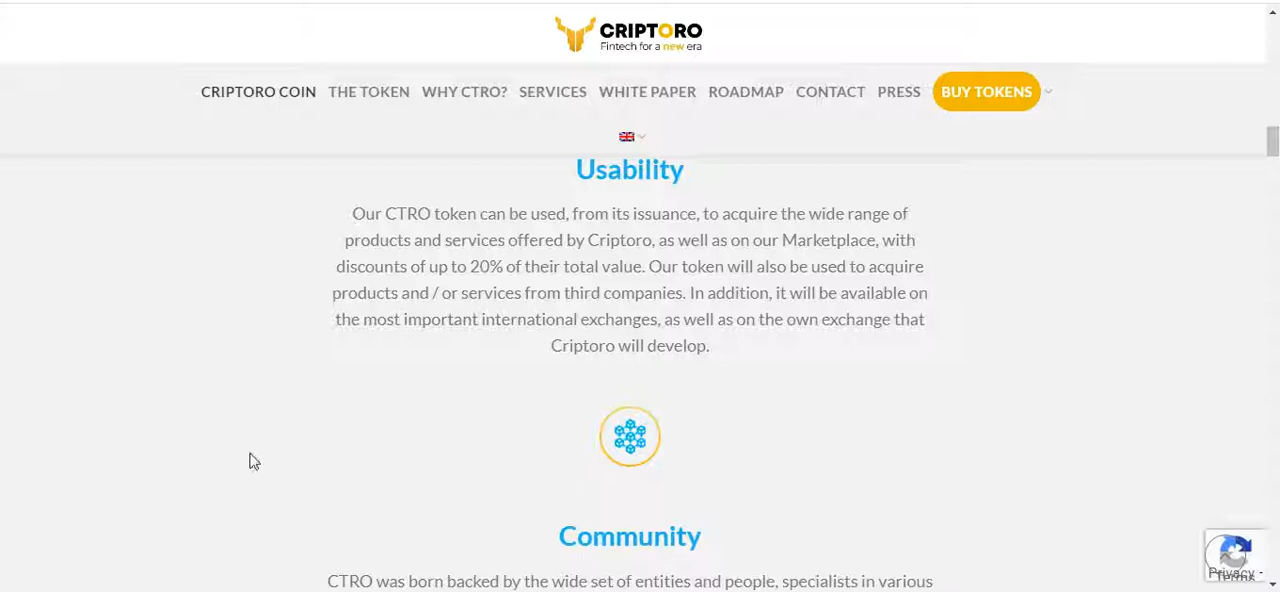 CRIPTORO
Fintech for a new era
CRIPTORO COIN THE TOKEN WHY CTRO? SERVICES WHITE PAPER ROADMAP CONTACT PRESS BUY TOKENS
Usability
Our CTRO token can be used, from its issuance, to acquire the wide range of
products and services offered by Criptoro, as well as on our Marketplace, with
discounts of up to 20% of their total value. Our token will also be used to acquire
products and / or services from third companies. In addition, it will be available on
the most important international exchanges, as well as on the own exchange that
Criptoro will develop.
Community
CTRO was born backed by the wide set of entities and people, specialists in various
Privacy -
Terms